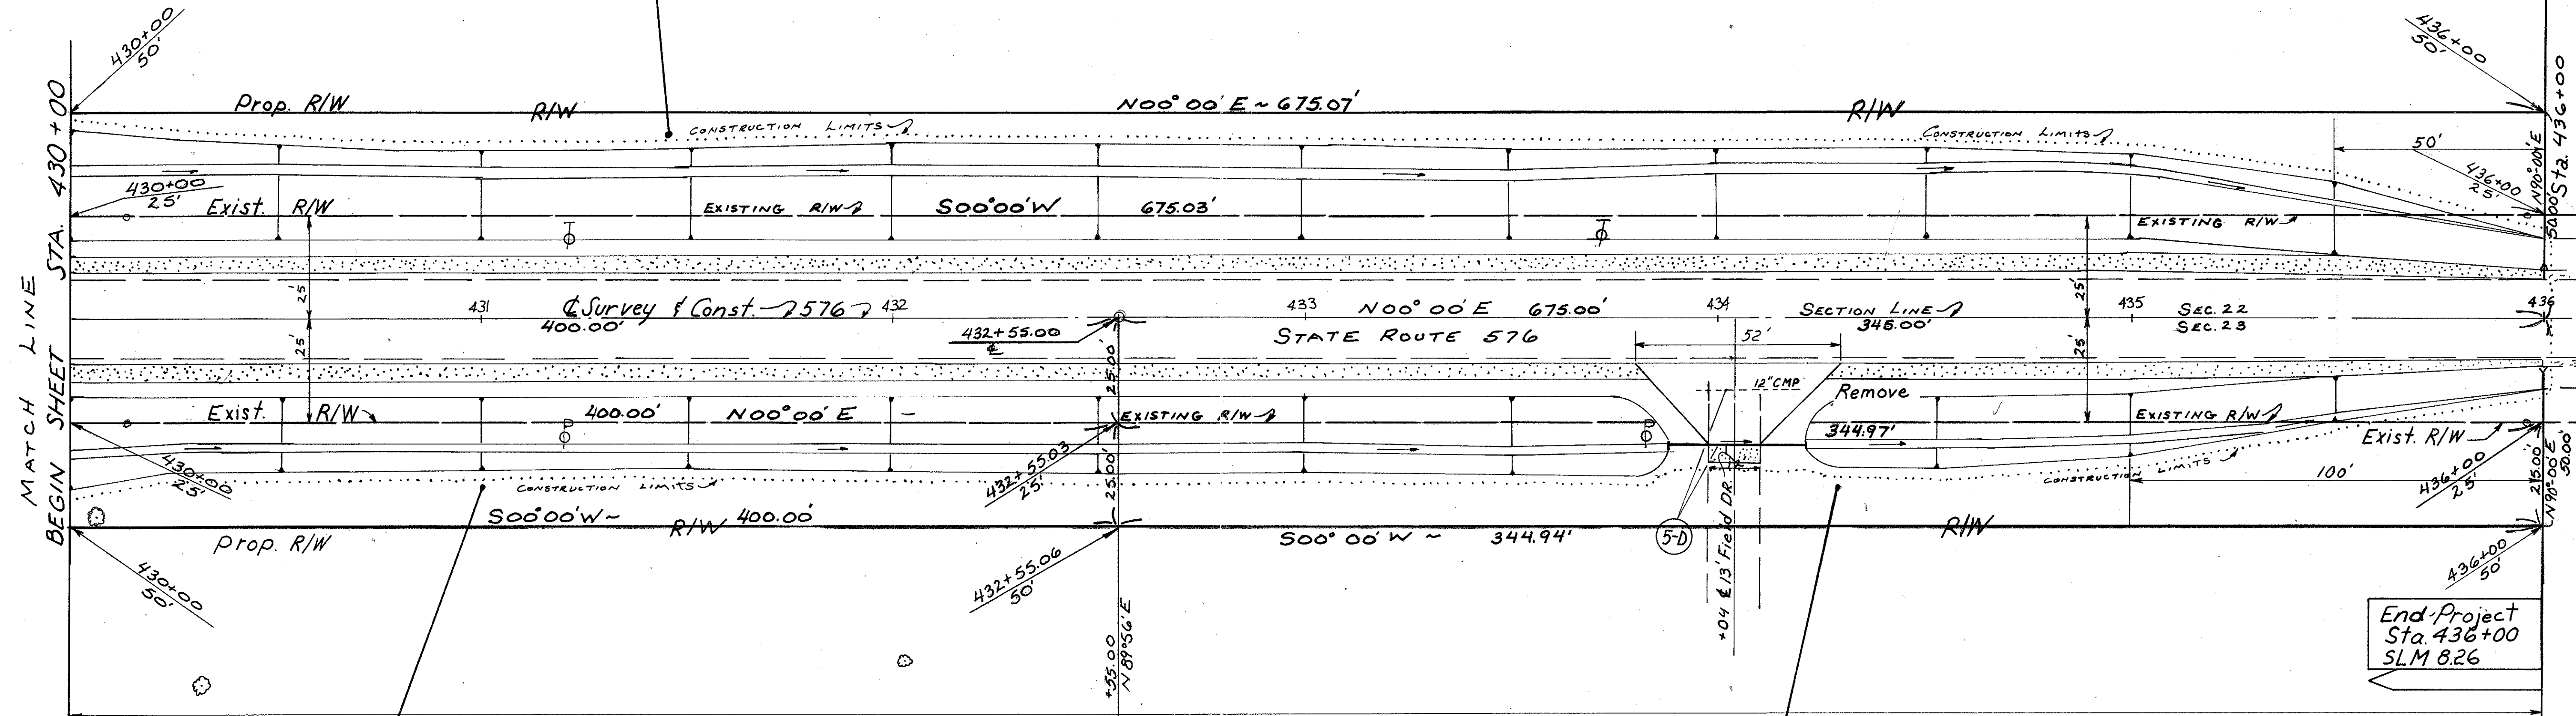 430+00
50'
436+00
50'
Prop. R/W
R/W
N00°00'E ~ 675.07'
R/W
CONSTRUCTION LIMITS
CONSTRUCTION LIMITS
50'
430+00
25'
436+00
25'
Exist. R/W
EXISTING R/W
S00°00'W 675.03'
EXISTING R/W
N90°00'E
50.00'
Sta. 436+00
MATCH LINE
BEGIN SHEET STA. 430+00
25'
25'
431
℄ Survey & Const. 576
400.00'
432
432+55.00
℄
433
N00°00'E 675.00'
STATE ROUTE 576
434
SECTION LINE
345.00'
435
SEC. 22
SEC. 23
436
25'
25'
52'
12" CMP
Remove
Exist. R/W
400.00' N00°00'E -
25.00'
EXISTING R/W
344.97'
EXISTING R/W
Exist. R/W
430+00
25'
CONSTRUCTION LIMITS
432+55.03
25'
25.00'
CONSTRUCTION LIMITS
100'
436+00
25'
N90°00'E
50.00'
S00°00'W ~ R/W 400.00'
Prop. R/W
S00°00'W ~ 344.94'
5-D
R/W
430+00
50'
432+55.06
50'
+04 ℄ 13' Field DR.
436+00
50'
+55.00
N89°56'E
End-Project
Sta. 436+00
SLM 8.26